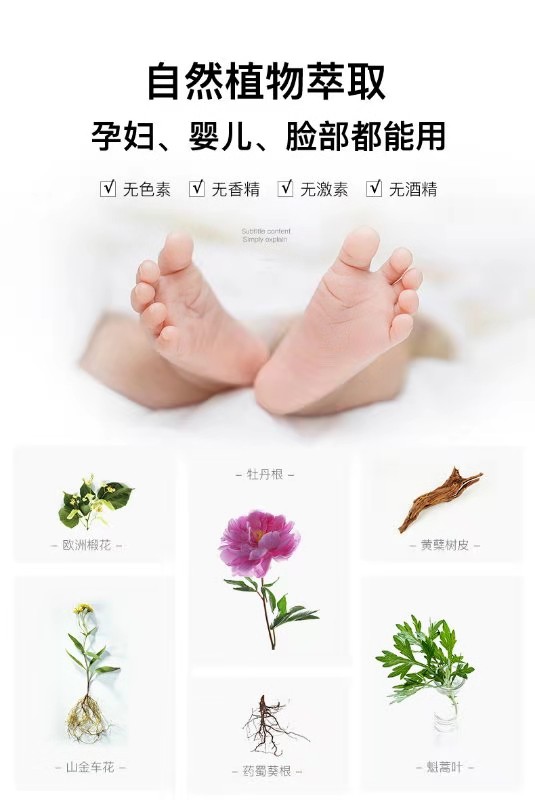 自然植物萃取
孕妇、婴儿、脸部都能用
√ 无色素 √ 无香精 √ 无激素 √ 无酒精
Subtitle content
Simply explain
– 牡丹根 –
– 欧洲椴花 –
– 黄檗树皮 –
– 山金车花 –
– 药蜀葵根 –
– 魁蒿叶 –